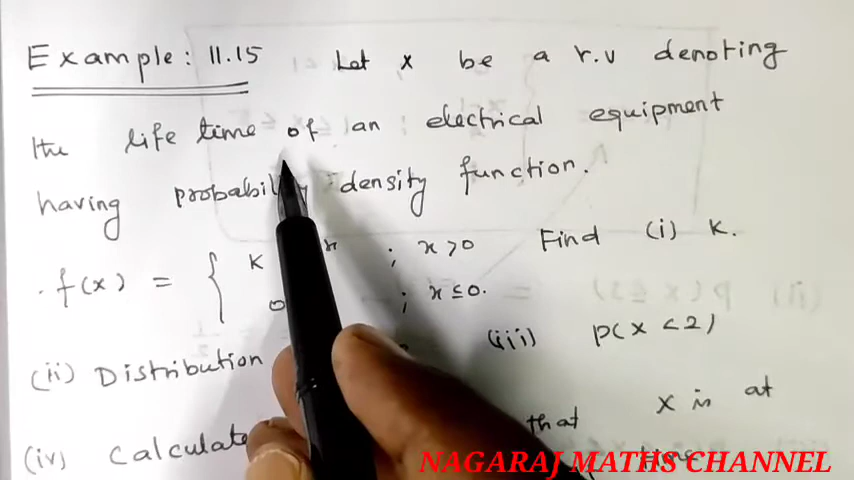 Example: 11.15 Let x be a r.v denoting
the life time of an electrical equipment
having probability density function.
f(x) = { k x ; x > 0 Find (i) k.
0 ; x ≤ 0.
(ii) Distribution (iii) P(X < 2)
(iv) Calculate that X is at
NAGARAJ MATHS CHANNEL